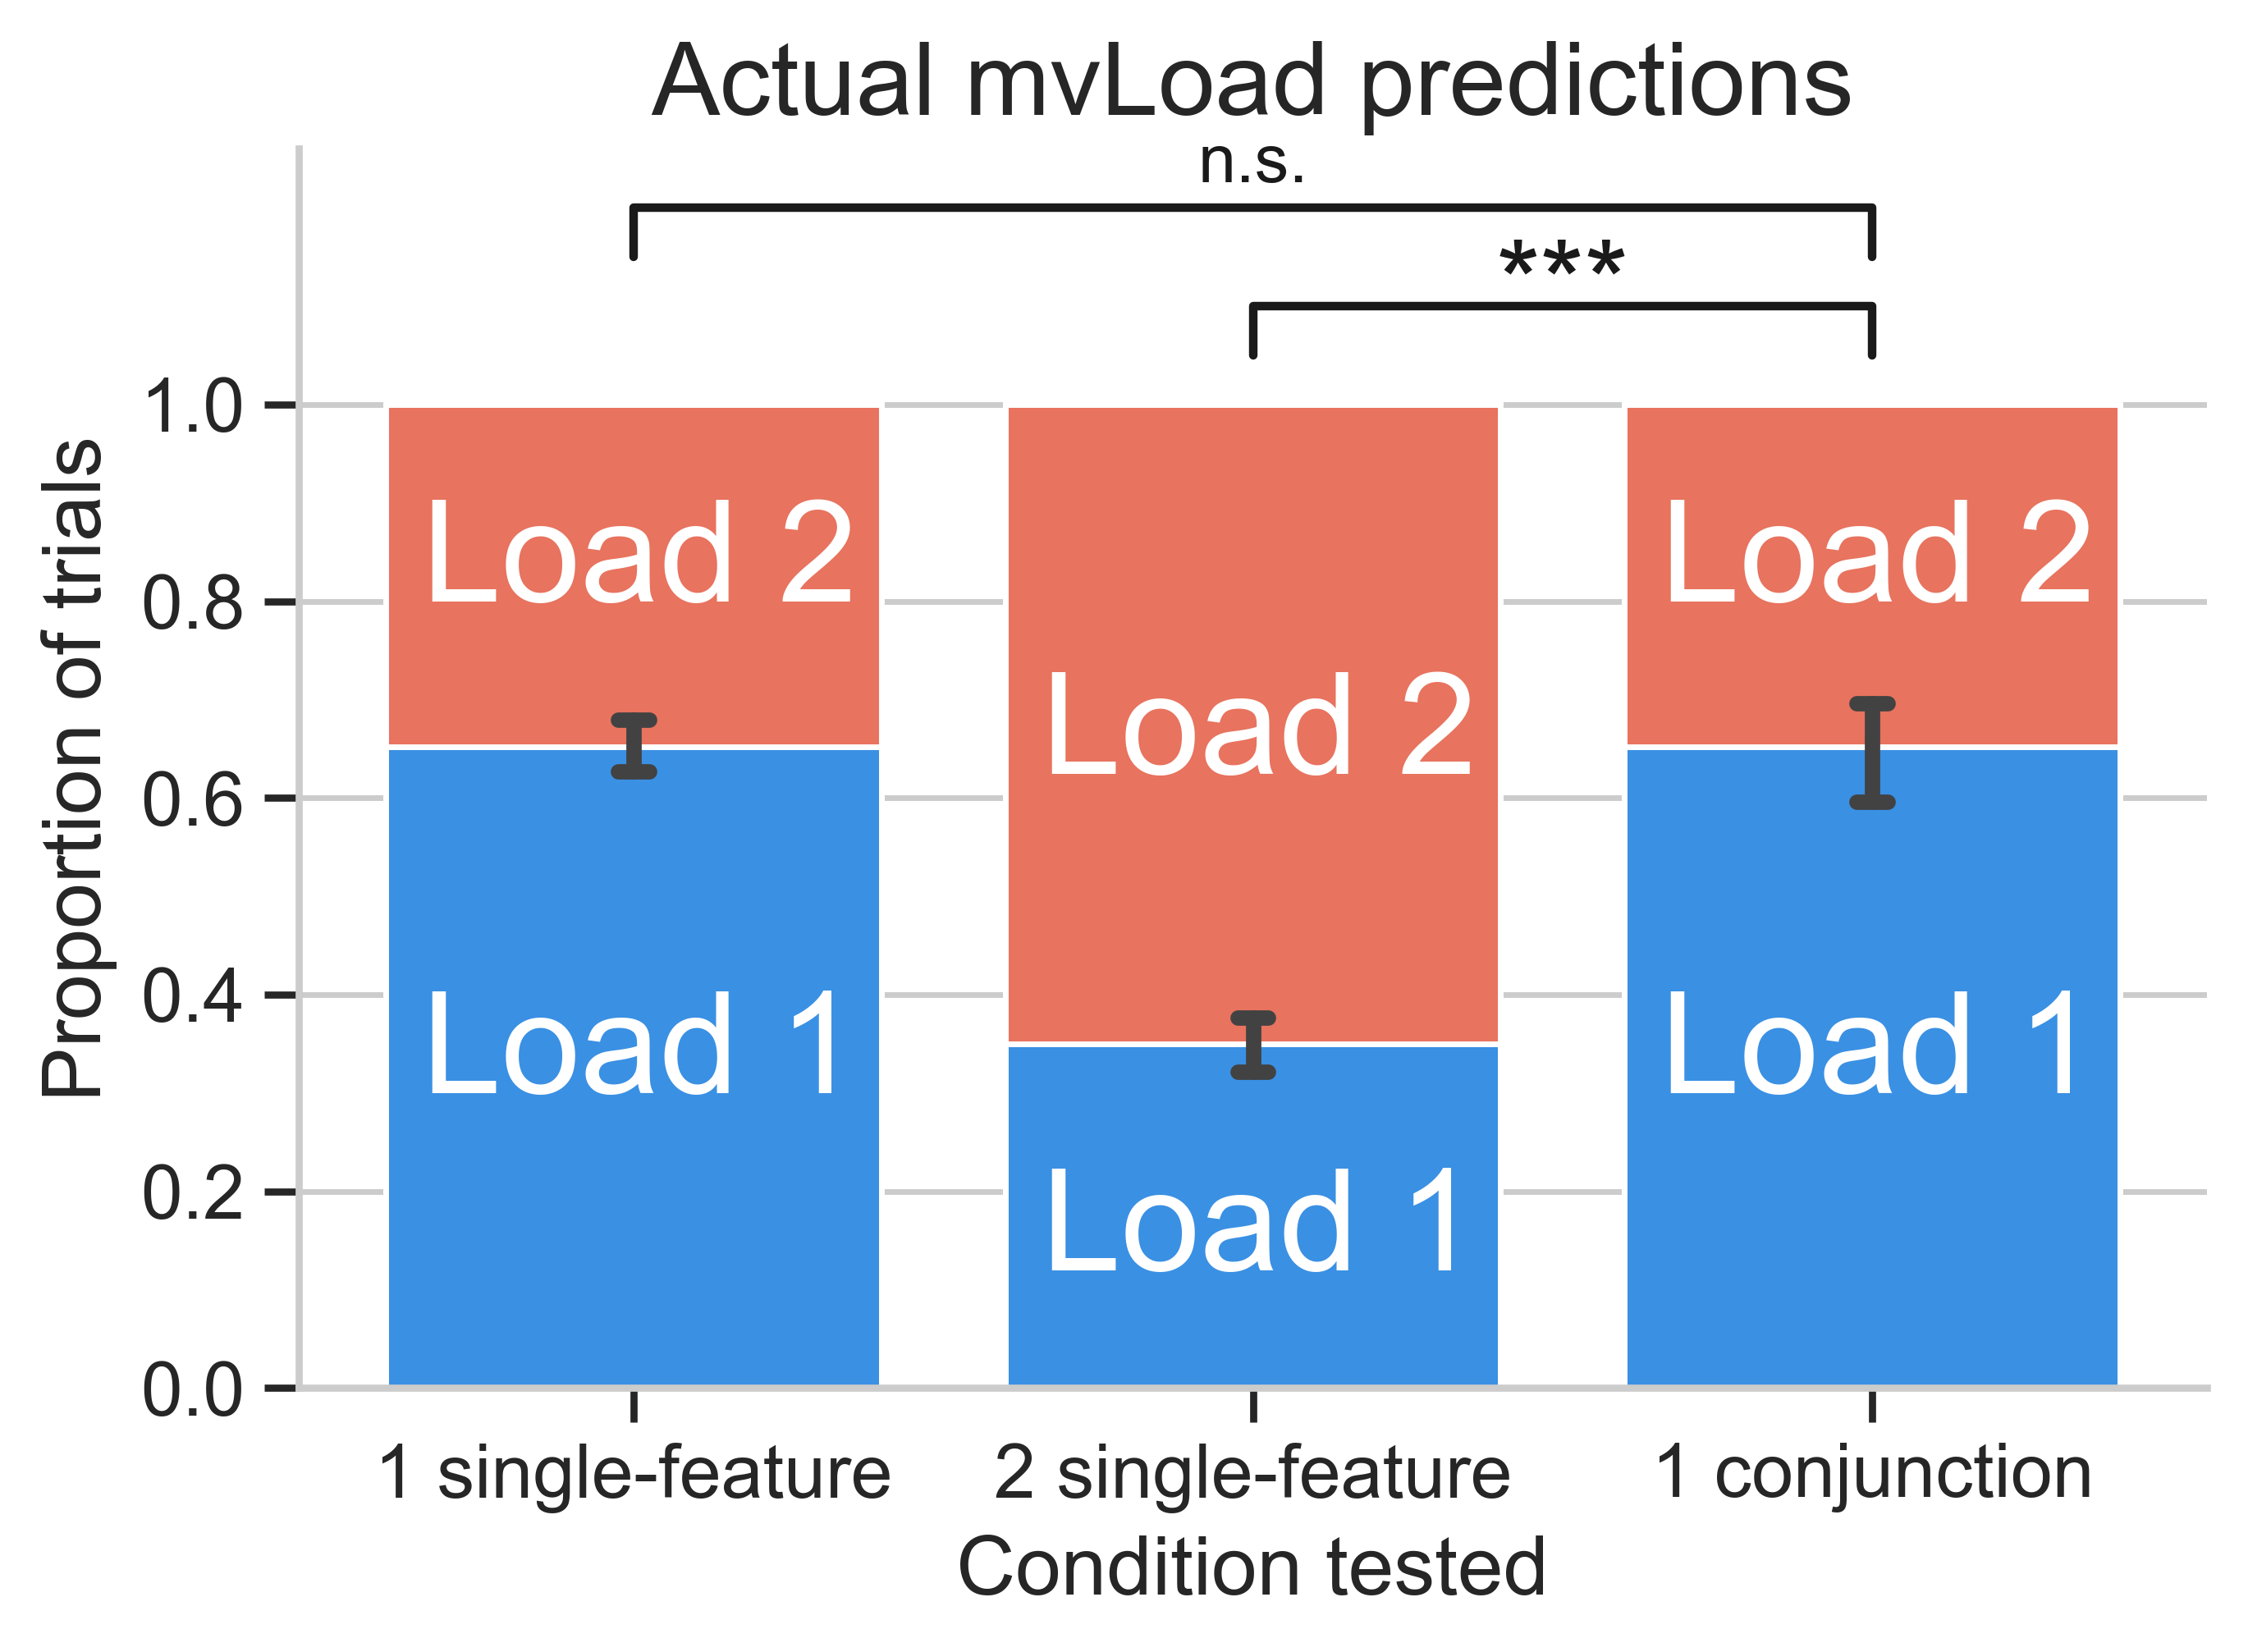 Actual mvLoad predictions
n.s.
***
1.0
0.8
0.6
0.4
0.2
0.0
Proportion of trials
Load 2
Load 1
Load 2
Load 1
Load 2
Load 1
1 single-feature
2 single-feature
1 conjunction
Condition tested